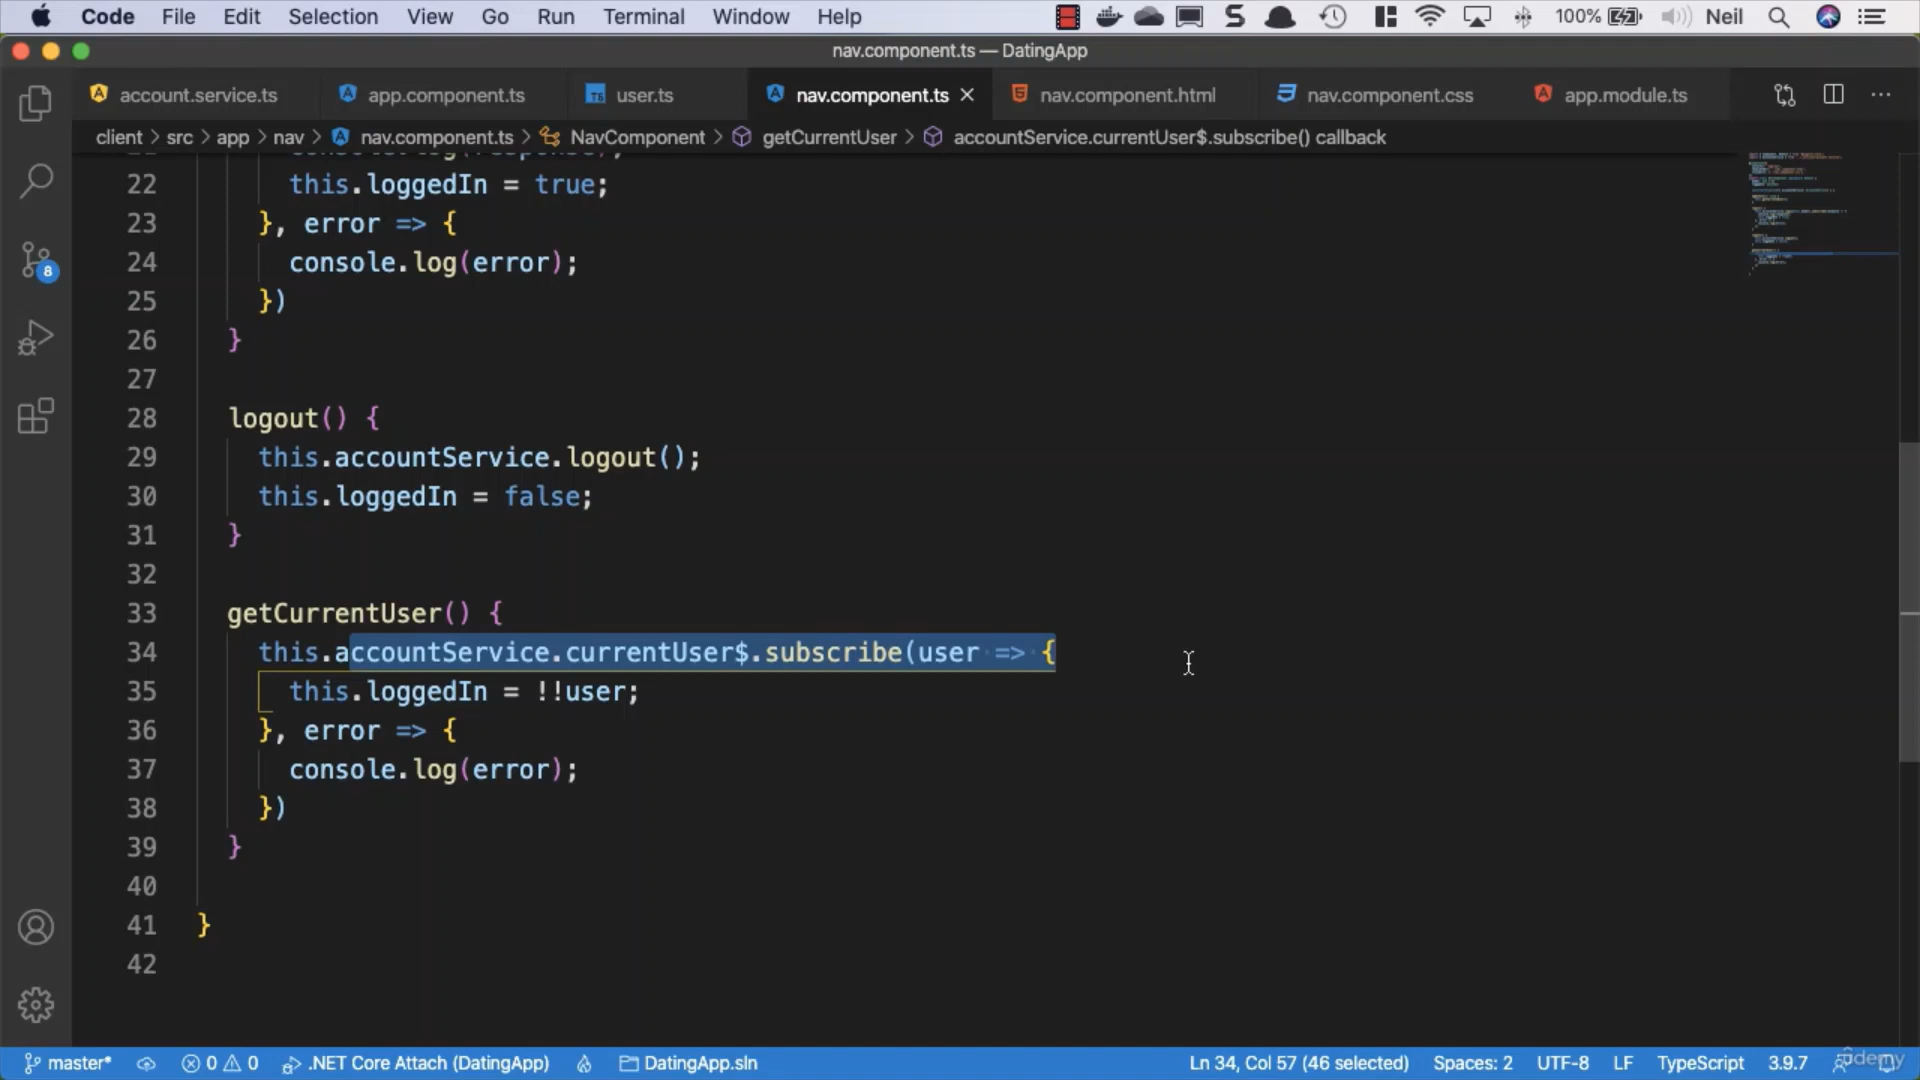 Code File Edit Selection View Go Run Terminal Window Help 100% Neil
nav.component.ts — DatingApp
account.service.ts app.component.ts user.ts nav.component.ts nav.component.html nav.component.css app.module.ts
client > src > app > nav > nav.component.ts > NavComponent > getCurrentUser > accountService.currentUser$.subscribe() callback
22 this.loggedIn = true;
23 }, error => {
24 console.log(error);
25 })
26 }
27
28 logout() {
29 this.accountService.logout();
30 this.loggedIn = false;
31 }
32
33 getCurrentUser() {
34 this.accountService.currentUser$.subscribe(user => {
35 this.loggedIn = !!user;
36 }, error => {
37 console.log(error);
38 })
39 }
40
41 }
42
8
master* 0 0 .NET Core Attach (DatingApp) DatingApp.sln Ln 34, Col 57 (46 selected) Spaces: 2 UTF-8 LF TypeScript 3.9.7
udemy